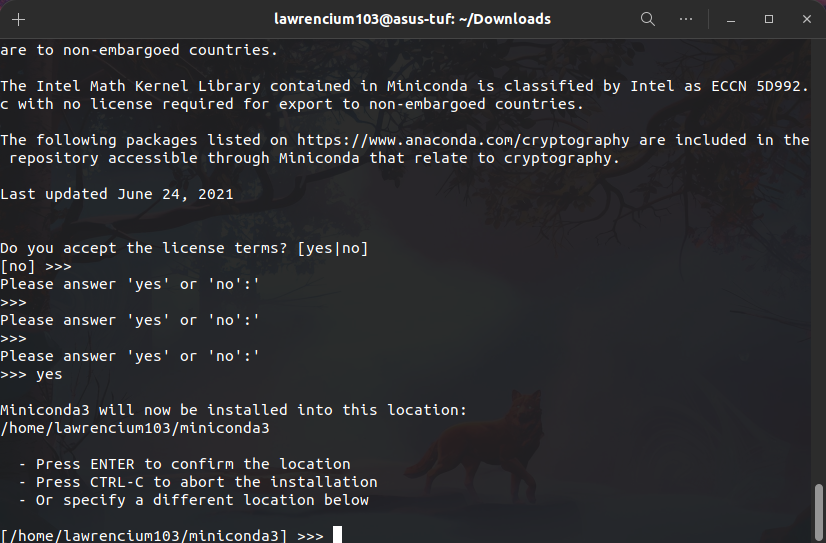 lawrencium103@asus-tuf: ~/Downloads
are to non-embargoed countries.
The Intel Math Kernel Library contained in Miniconda is classified by Intel as ECCN 5D992.
c with no license required for export to non-embargoed countries.
The following packages listed on https://www.anaconda.com/cryptography are included in the
 repository accessible through Miniconda that relate to cryptography.
Last updated June 24, 2021
Do you accept the license terms? [yes|no]
[no] >>>
Please answer 'yes' or 'no':'
>>>
Please answer 'yes' or 'no':'
>>>
Please answer 'yes' or 'no':'
>>> yes
Miniconda3 will now be installed into this location:
/home/lawrencium103/miniconda3
  - Press ENTER to confirm the location
  - Press CTRL-C to abort the installation
  - Or specify a different location below
[/home/lawrencium103/miniconda3] >>>